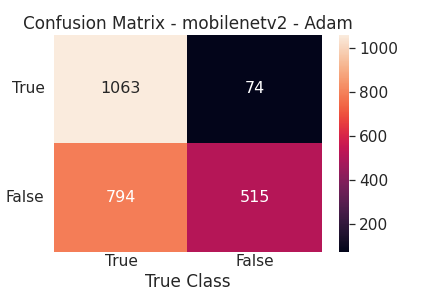 Confusion Matrix - mobilenetv2 - Adam
True
1063
74
False
794
515
True
False
True Class
1000
800
600
400
200